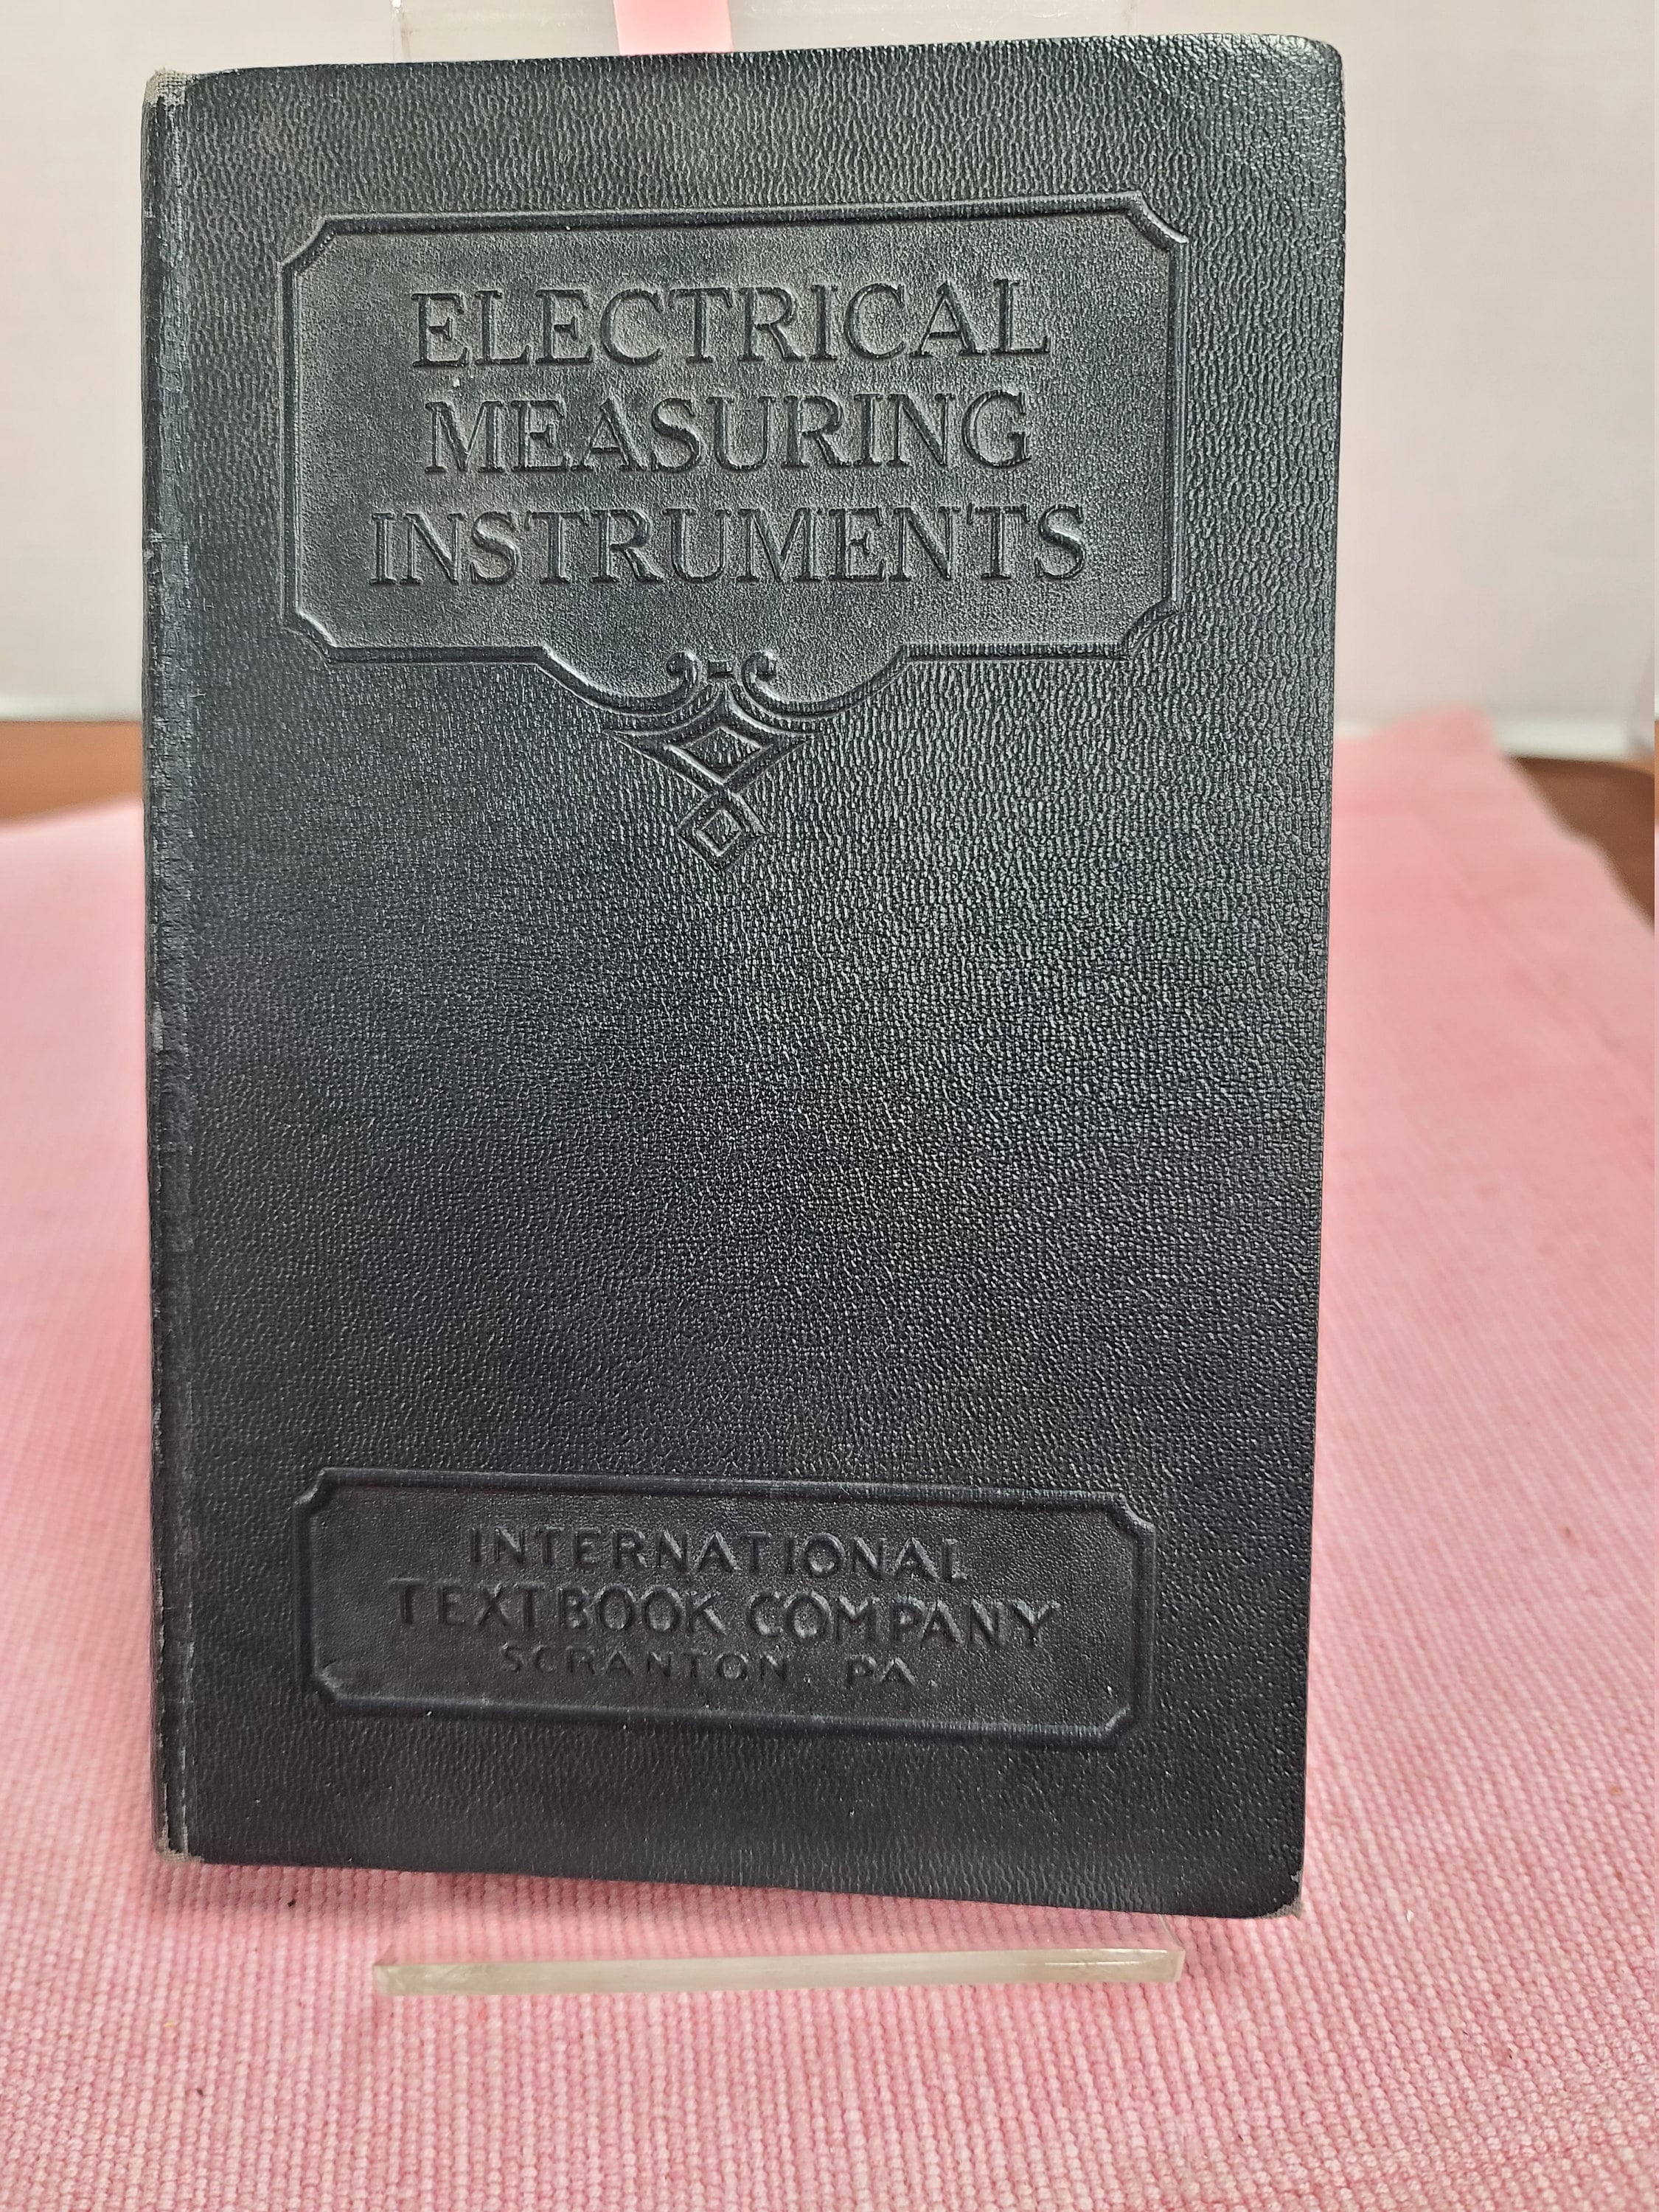 ELECTRICAL
MEASURING
INSTRUMENTS
INTERNATIONAL
TEXTBOOK COMPANY
SCRANTON, PA.